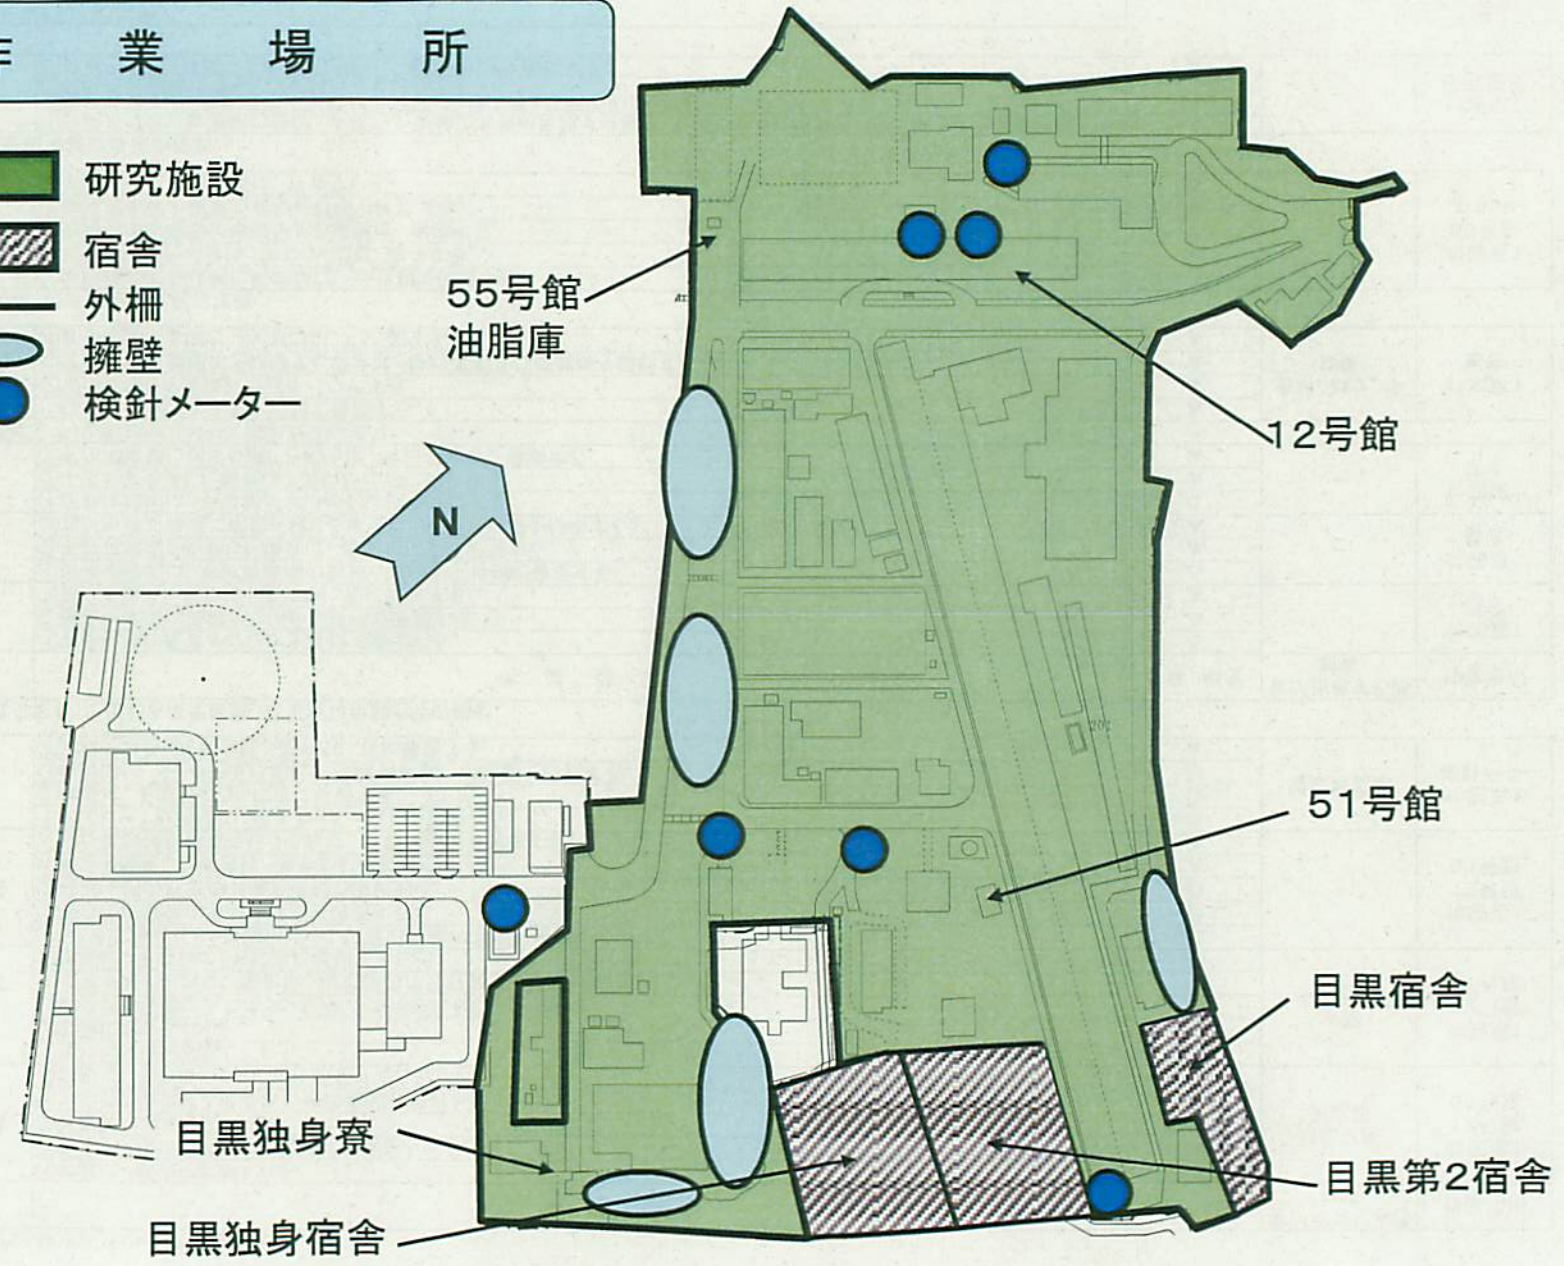 業場所
研究施設
宿舎
外柵
擁壁
検針メーター
55号館
油脂庫
12号館
N
51号館
目黒宿舎
目黒独身寮
目黒第2宿舎
目黒独身宿舎